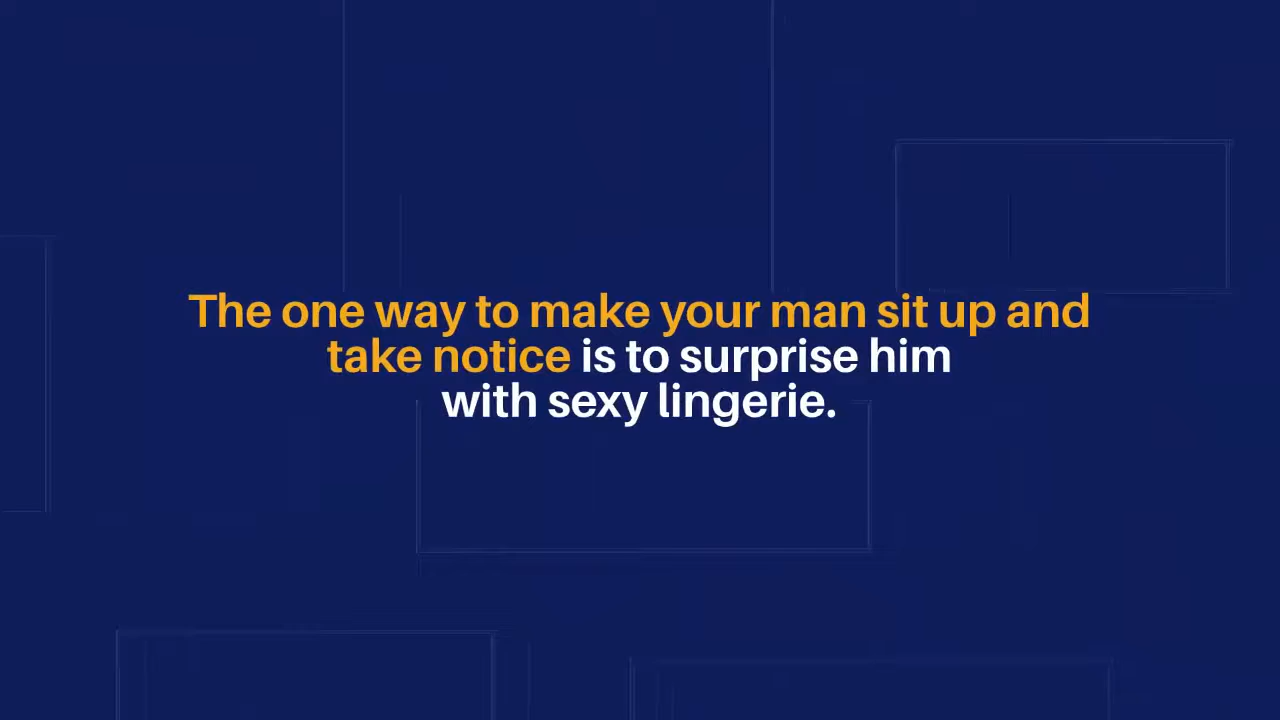 The one way to make your man sit up and
take notice is to surprise him
with sexy lingerie.